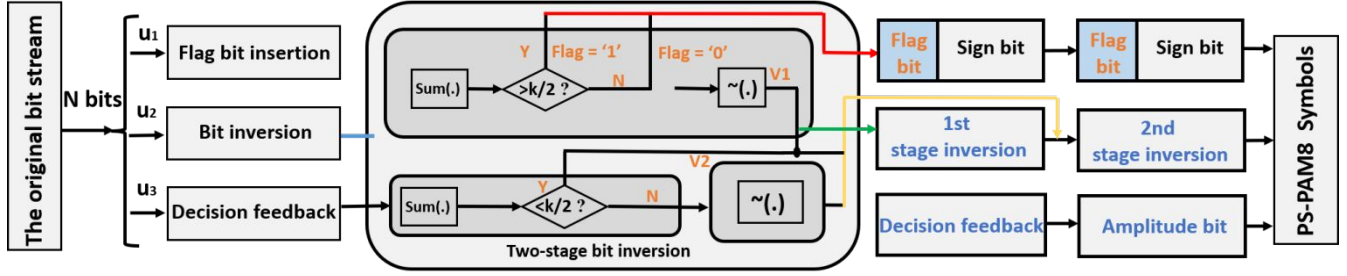 The original bit stream
N bits
u1
Flag bit insertion
u2
Bit inversion
u3
Decision feedback
Y
Flag = ‘1’
Flag = ‘0’
Sum(.)
>k/2 ?
N
~(.)
V1
Sum(.)
Y
<k/2 ?
N
V2
~(.)
Two-stage bit inversion
Flag
bit
Sign bit
Flag
bit
Sign bit
1st
stage inversion
2nd
stage inversion
Decision feedback
Amplitude bit
PS-PAM8 Symbols